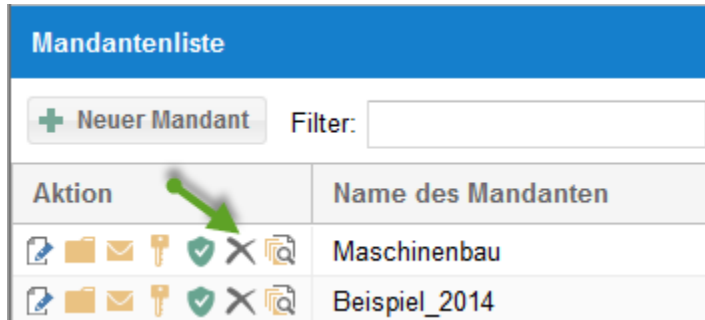 Mandantenliste
Neuer Mandant Filter:
Aktion Name des Mandanten
Maschinenbau
Beispiel_2014